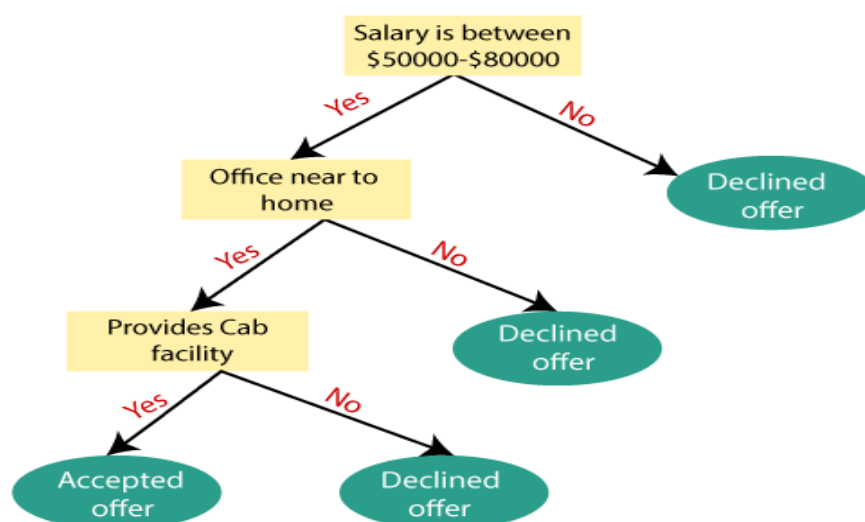 Salary is between
$50000-$80000
Yes
No
Office near to
home
Declined
offer
Yes
No
Provides Cab
facility
Declined
offer
Yes
No
Accepted
offer
Declined
offer